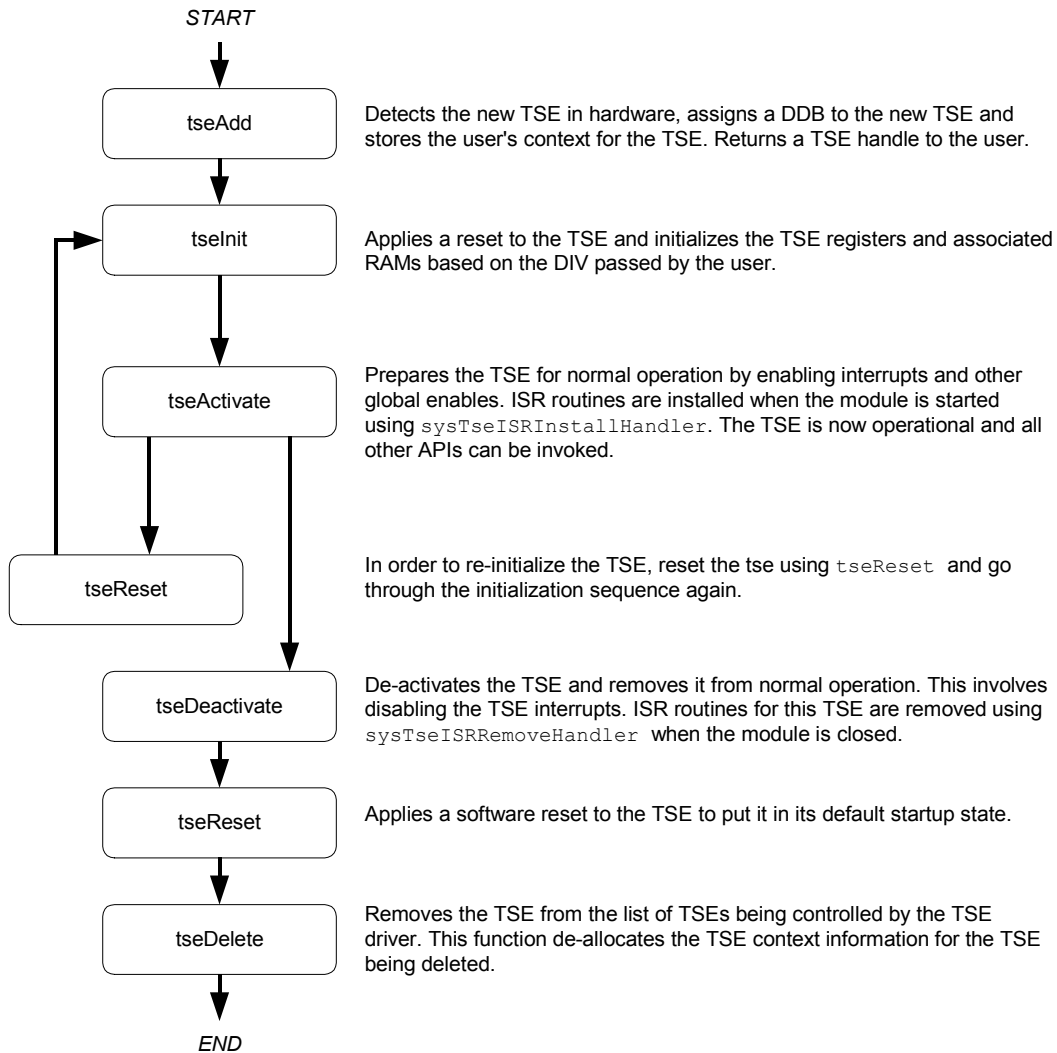 START
tseAdd
Detects the new TSE in hardware, assigns a DDB to the new TSE and
stores the user's context for the TSE. Returns a TSE handle to the user.
tseInit
Applies a reset to the TSE and initializes the TSE registers and associated
RAMs based on the DIV passed by the user.
tseActivate
Prepares the TSE for normal operation by enabling interrupts and other
global enables. ISR routines are installed when the module is started
using sysTseISRInstallHandler. The TSE is now operational and all
other APIs can be invoked.
tseReset
In order to re-initialize the TSE, reset the tse using tseReset and go
through the initialization sequence again.
tseDeactivate
De-activates the TSE and removes it from normal operation. This involves
disabling the TSE interrupts. ISR routines for this TSE are removed using
sysTseISRRemoveHandler when the module is closed.
tseReset
Applies a software reset to the TSE to put it in its default startup state.
tseDelete
Removes the TSE from the list of TSEs being controlled by the TSE
driver. This function de-allocates the TSE context information for the TSE
being deleted.
END